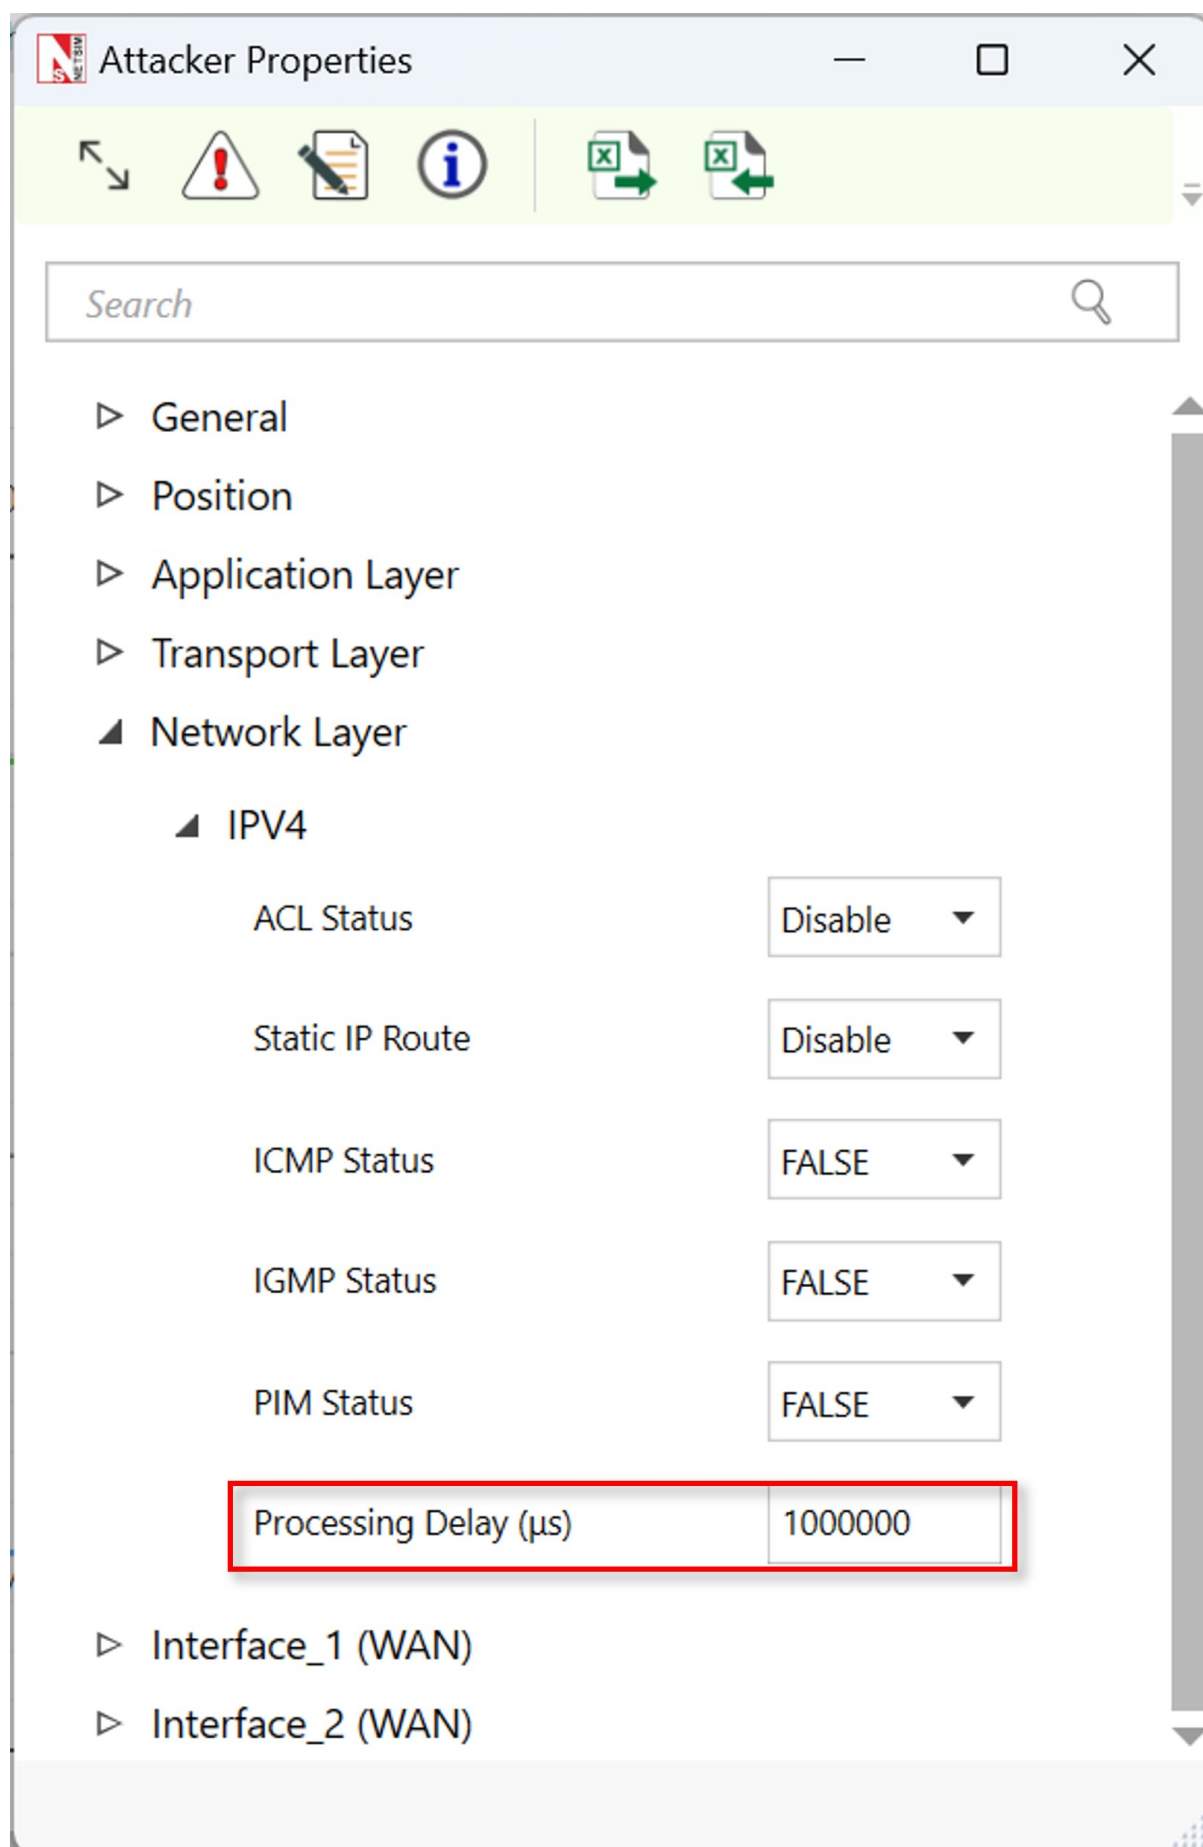 NETSIM
Attacker Properties
Search
General
Position
Application Layer
Transport Layer
Network Layer
IPV4
ACL Status Disable
Static IP Route Disable
ICMP Status FALSE
IGMP Status FALSE
PIM Status FALSE
Processing Delay (µs) 1000000
Interface_1 (WAN)
Interface_2 (WAN)